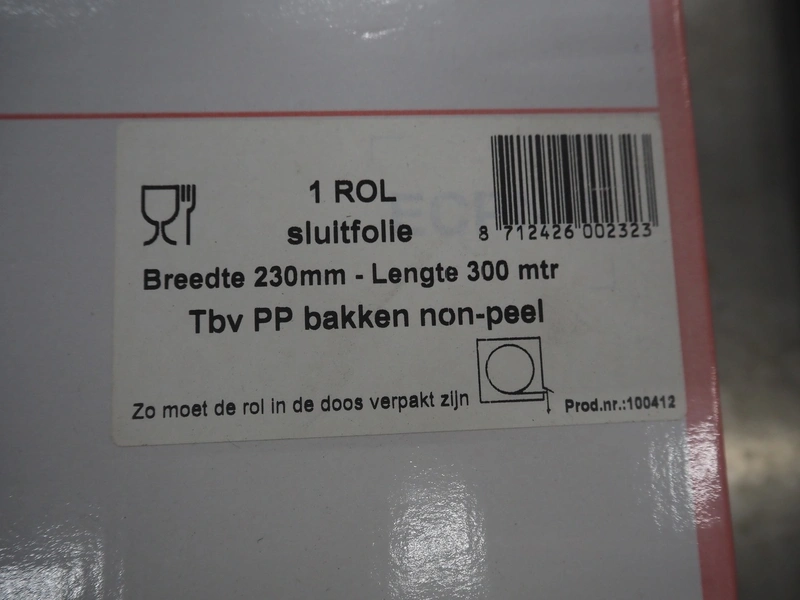 1 ROL
sluitfolie
8 712426 002323
Breedte 230mm - Lengte 300 mtr
Tbv PP bakken non-peel
Zo moet de rol in de doos verpakt zijn
Prod.nr.:100412